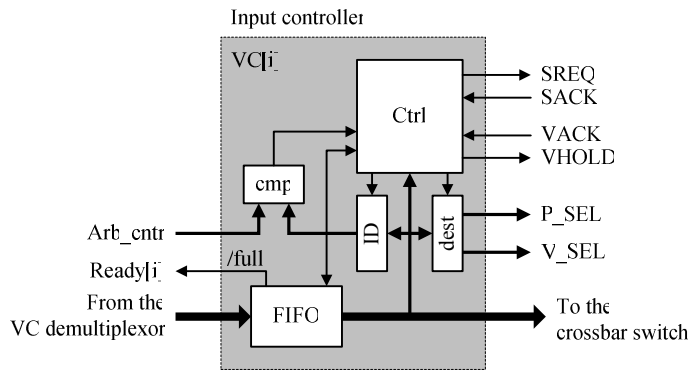 Input controller
VC[i]
SREQ
SACK
Ctrl
VACK
VHOLD
cmp
P_SEL
ID
dest
Arb_cntr
V_SEL
Ready[i]
/full
From the
VC demultiplexor
FIFO
To the
crossbar switch